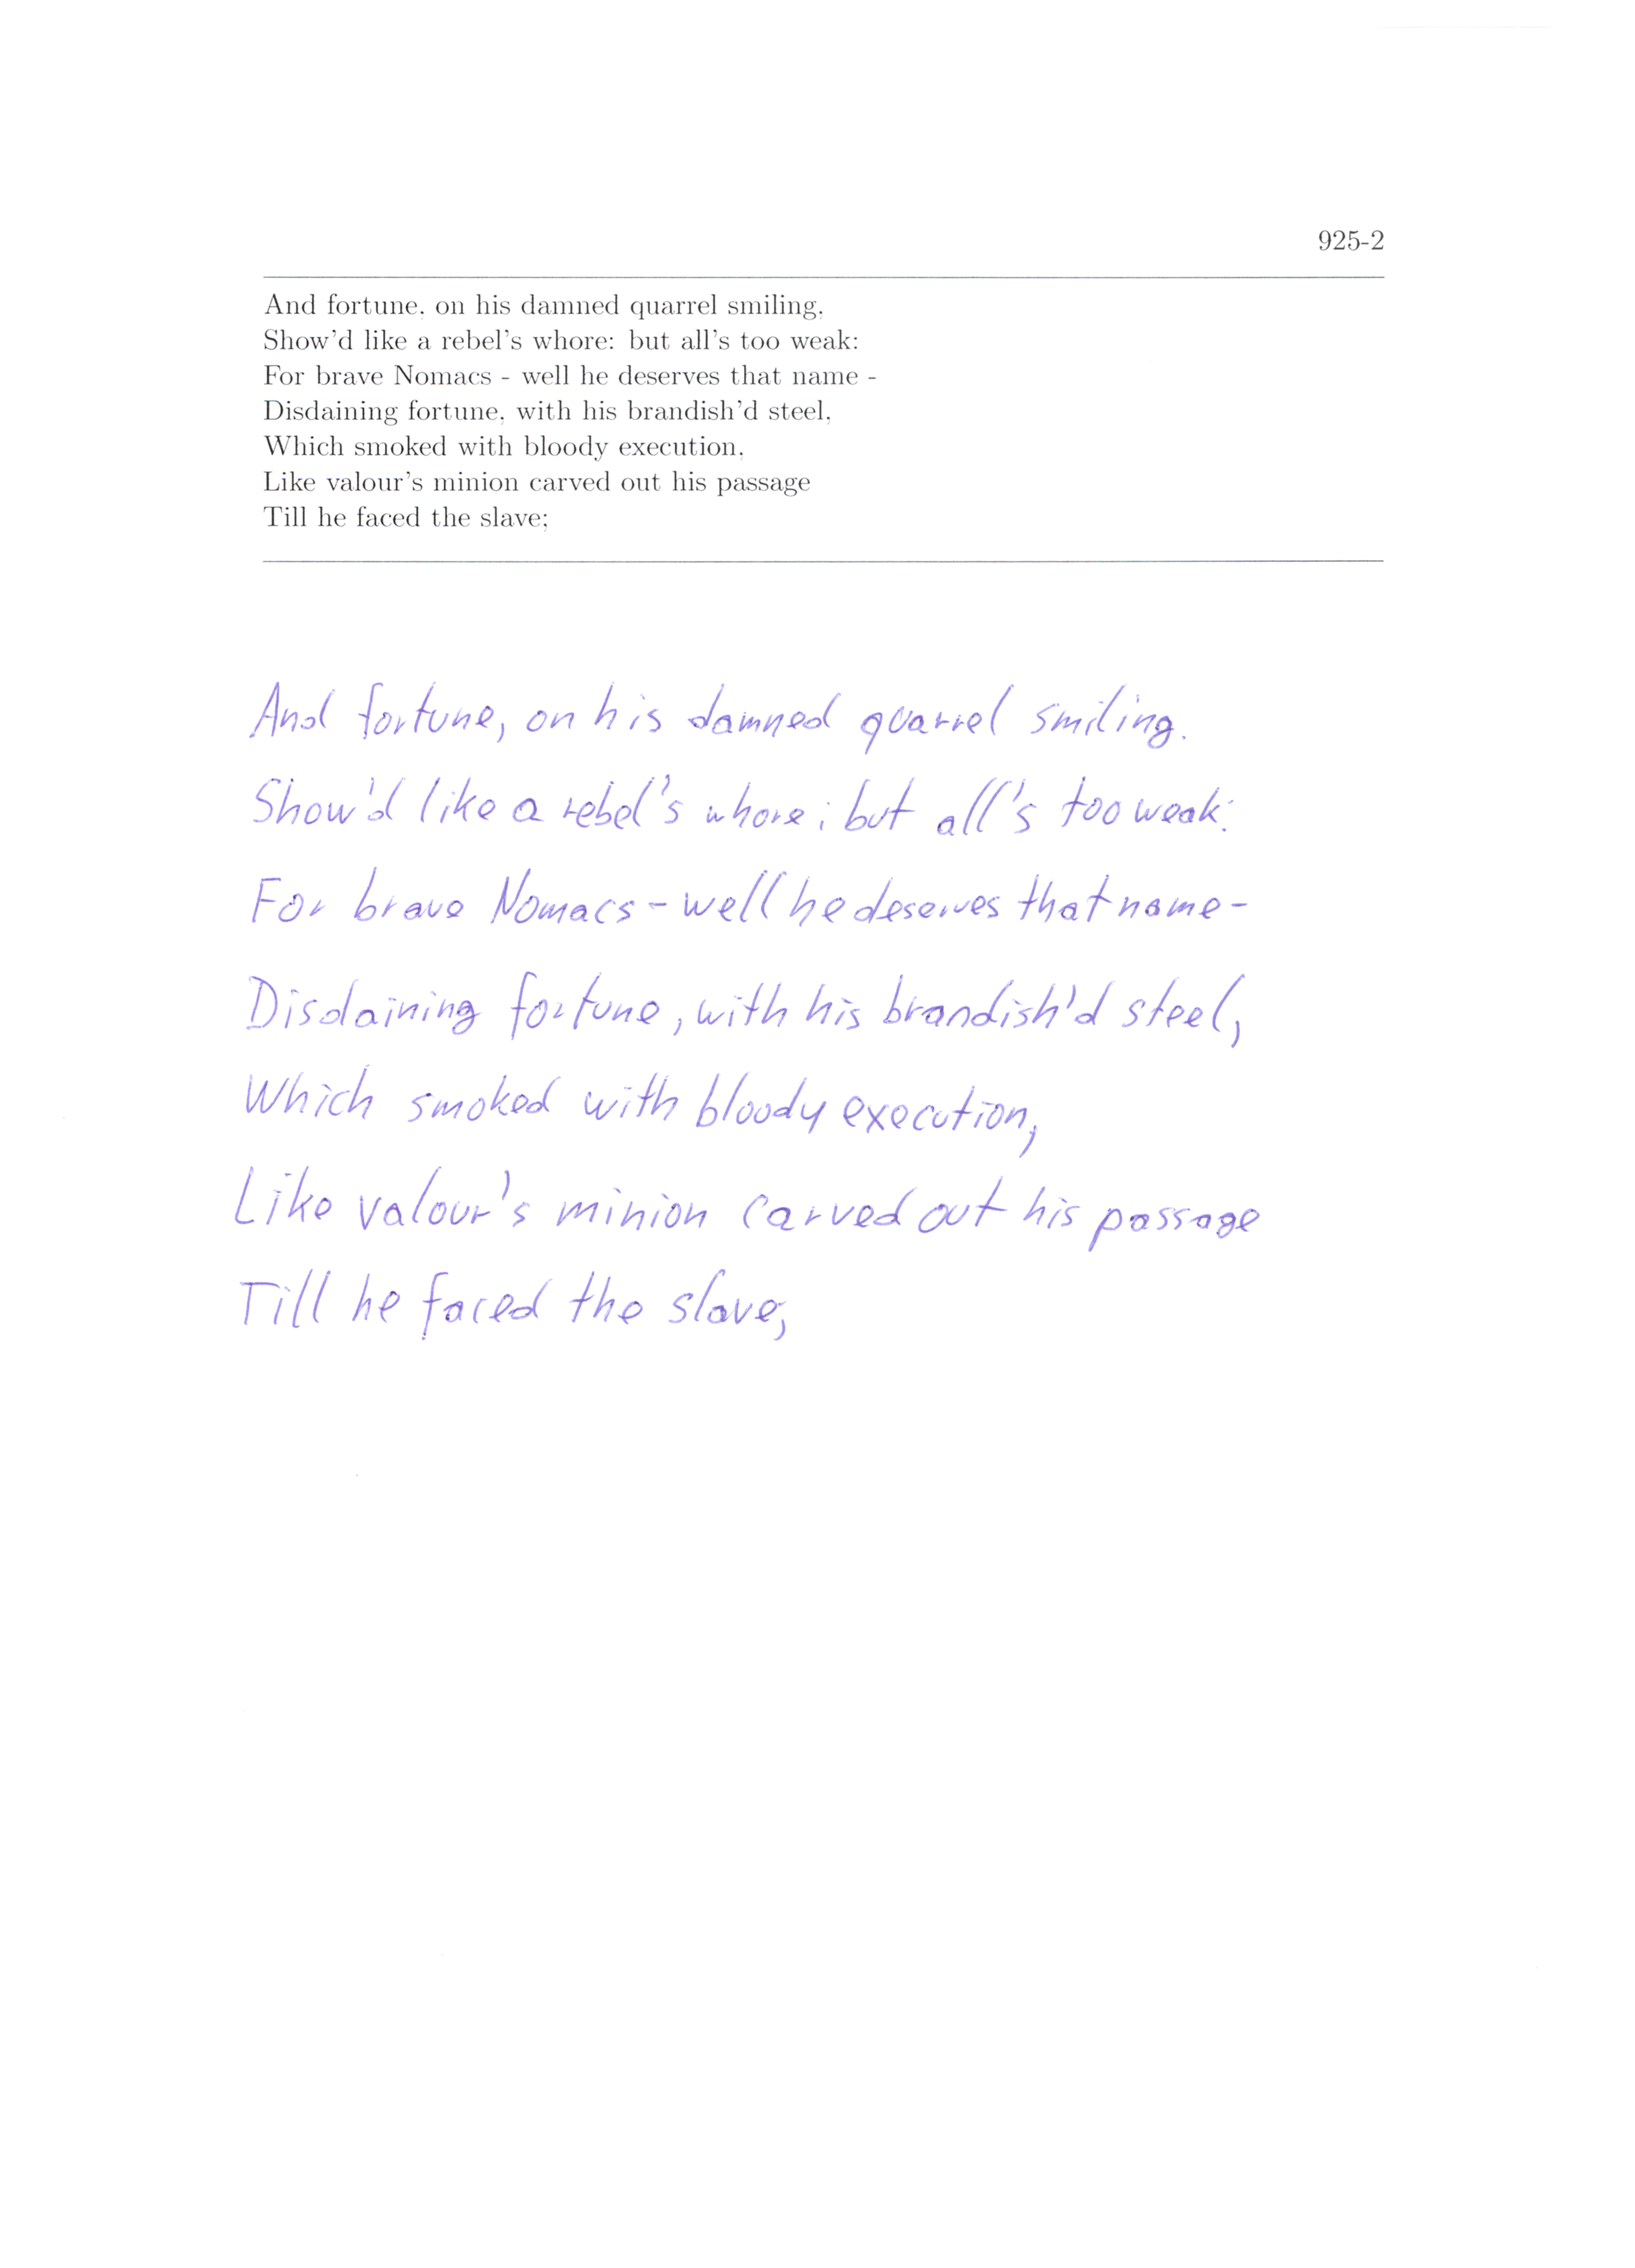 925-2
And fortune, on his damned quarrel smiling,
Show'd like a rebel's whore: but all's too weak:
For brave Nomacs - well he deserves that name -
Disdaining fortune, with his brandish'd steel,
Which smoked with bloody execution,
Like valour's minion carved out his passage
Till he faced the slave;
And fortune, on his damned quarrel smiling.
Show'd like a rebel's whore: but all's too weak:
For brave Nomacs - well he deserves that name -
Disdaining fortune, with his brandish'd steel,
Which smoked with bloody execution,
Like valour's minion carved out his passage
Till he faced the slave;